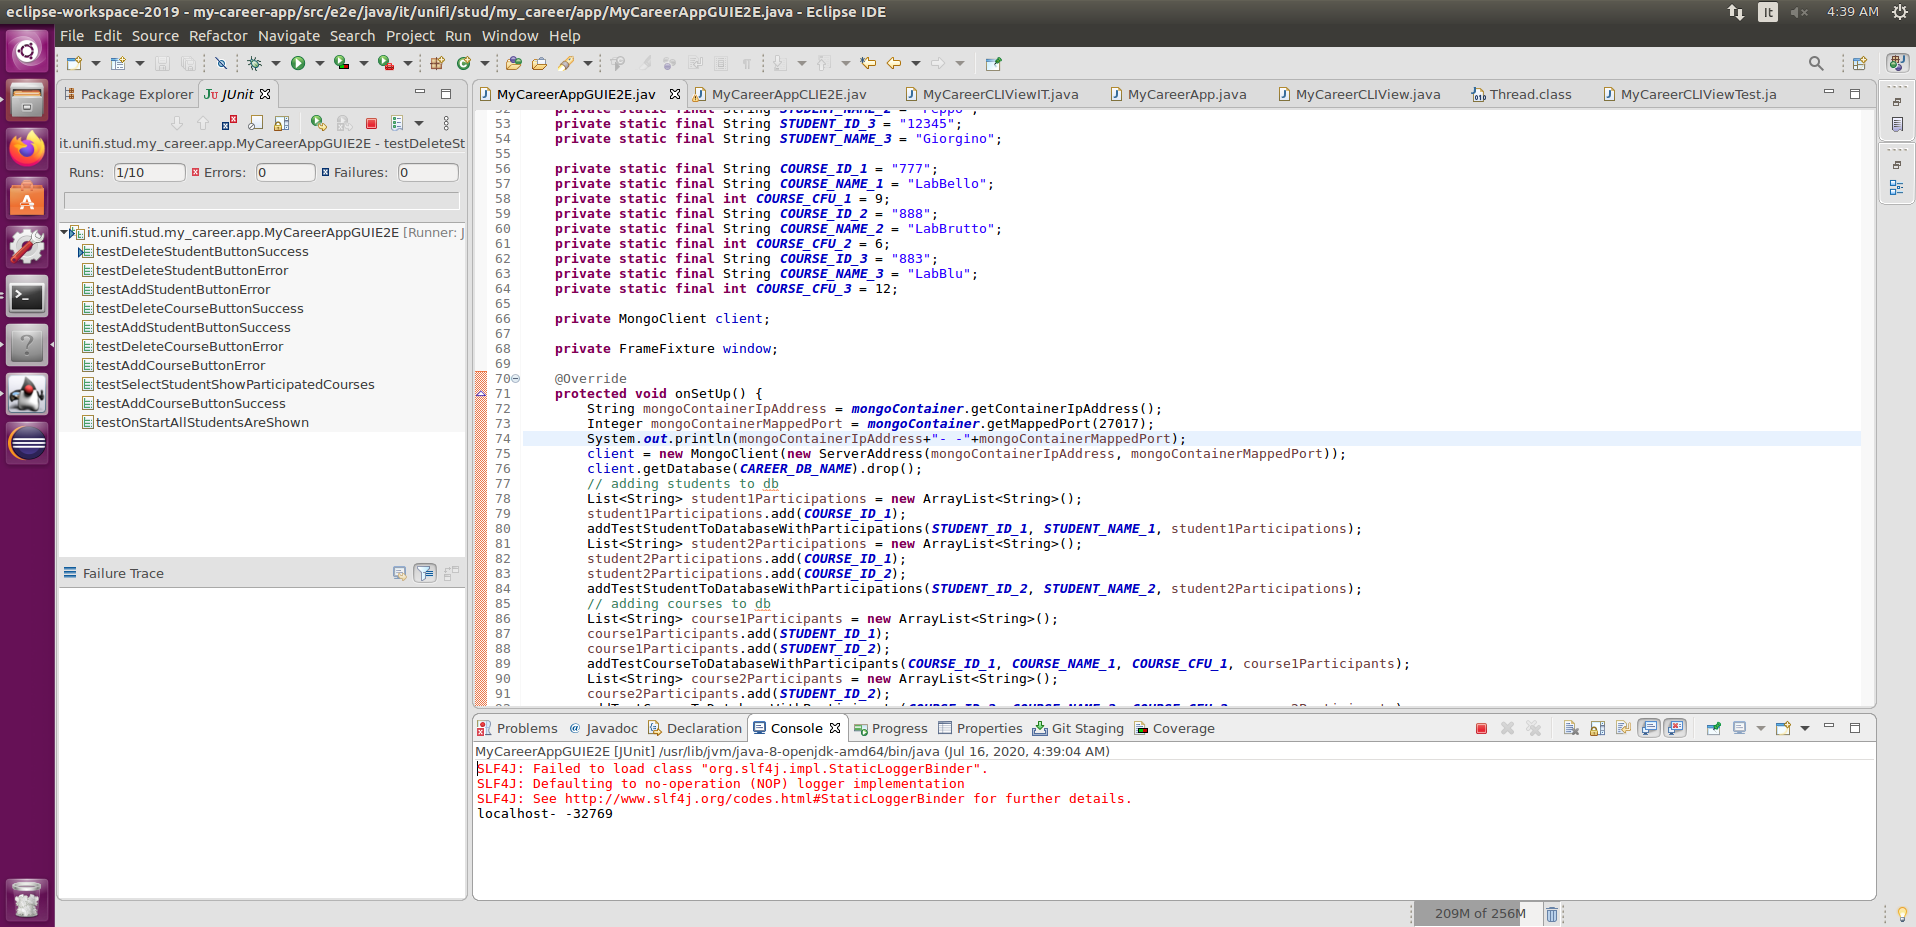 eclipse-workspace-2019 - my-career-app/src/e2e/java/it/unifi/stud/my_career/app/MyCareerAppGUIE2E.java - Eclipse IDE
It
4:39 AM
File Edit Source Refactor Navigate Search Project Run Window Help
Package Explorer
JUnit
it.unifi.stud.my_career.app.MyCareerAppGUIE2E - testDeleteSt
Runs: 1/10 Errors: 0 Failures: 0
it.unifi.stud.my_career.app.MyCareerAppGUIE2E [Runner: J
testDeleteStudentButtonSuccess
testDeleteStudentButtonError
testAddStudentButtonError
testDeleteCourseButtonSuccess
testAddStudentButtonSuccess
testDeleteCourseButtonError
testAddCourseButtonError
testSelectStudentShowParticipatedCourses
testAddCourseButtonSuccess
testOnStartAllStudentsAreShown
Failure Trace
MyCareerAppGUIE2E.jav MyCareerAppCLIE2E.jav MyCareerCLIViewIT.java MyCareerApp.java MyCareerCLIView.java Thread.class MyCareerCLIViewTest.ja
53 private static final String STUDENT_ID_3 = "12345";
54 private static final String STUDENT_NAME_3 = "Giorgino";
55
56 private static final String COURSE_ID_1 = "777";
57 private static final String COURSE_NAME_1 = "LabBello";
58 private static final int COURSE_CFU_1 = 9;
59 private static final String COURSE_ID_2 = "888";
60 private static final String COURSE_NAME_2 = "LabBrutto";
61 private static final int COURSE_CFU_2 = 6;
62 private static final String COURSE_ID_3 = "883";
63 private static final String COURSE_NAME_3 = "LabBlu";
64 private static final int COURSE_CFU_3 = 12;
65
66 private MongoClient client;
67
68 private FrameFixture window;
69
70 @Override
71 protected void onSetUp() {
72 String mongoContainerIpAddress = mongoContainer.getContainerIpAddress();
73 Integer mongoContainerMappedPort = mongoContainer.getMappedPort(27017);
74 System.out.println(mongoContainerIpAddress+"- -"+mongoContainerMappedPort);
75 client = new MongoClient(new ServerAddress(mongoContainerIpAddress, mongoContainerMappedPort));
76 client.getDatabase(CAREER_DB_NAME).drop();
77 // adding students to db
78 List<String> student1Participations = new ArrayList<String>();
79 student1Participations.add(COURSE_ID_1);
80 addTestStudentToDatabaseWithParticipations(STUDENT_ID_1, STUDENT_NAME_1, student1Participations);
81 List<String> student2Participations = new ArrayList<String>();
82 student2Participations.add(COURSE_ID_1);
83 student2Participations.add(COURSE_ID_2);
84 addTestStudentToDatabaseWithParticipations(STUDENT_ID_2, STUDENT_NAME_2, student2Participations);
85 // adding courses to db
86 List<String> course1Participants = new ArrayList<String>();
87 course1Participants.add(STUDENT_ID_1);
88 course1Participants.add(STUDENT_ID_2);
89 addTestCourseToDatabaseWithParticipants(COURSE_ID_1, COURSE_NAME_1, COURSE_CFU_1, course1Participants);
90 List<String> course2Participants = new ArrayList<String>();
91 course2Participants.add(STUDENT_ID_2);
Problems Javadoc Declaration Console Progress Properties Git Staging Coverage
MyCareerAppGUIE2E [JUnit] /usr/lib/jvm/java-8-openjdk-amd64/bin/java (Jul 16, 2020, 4:39:04 AM)
SLF4J: Failed to load class "org.slf4j.impl.StaticLoggerBinder".
SLF4J: Defaulting to no-operation (NOP) logger implementation
SLF4J: See http://www.slf4j.org/codes.html#StaticLoggerBinder for further details.
localhost- -32769
209M of 256M